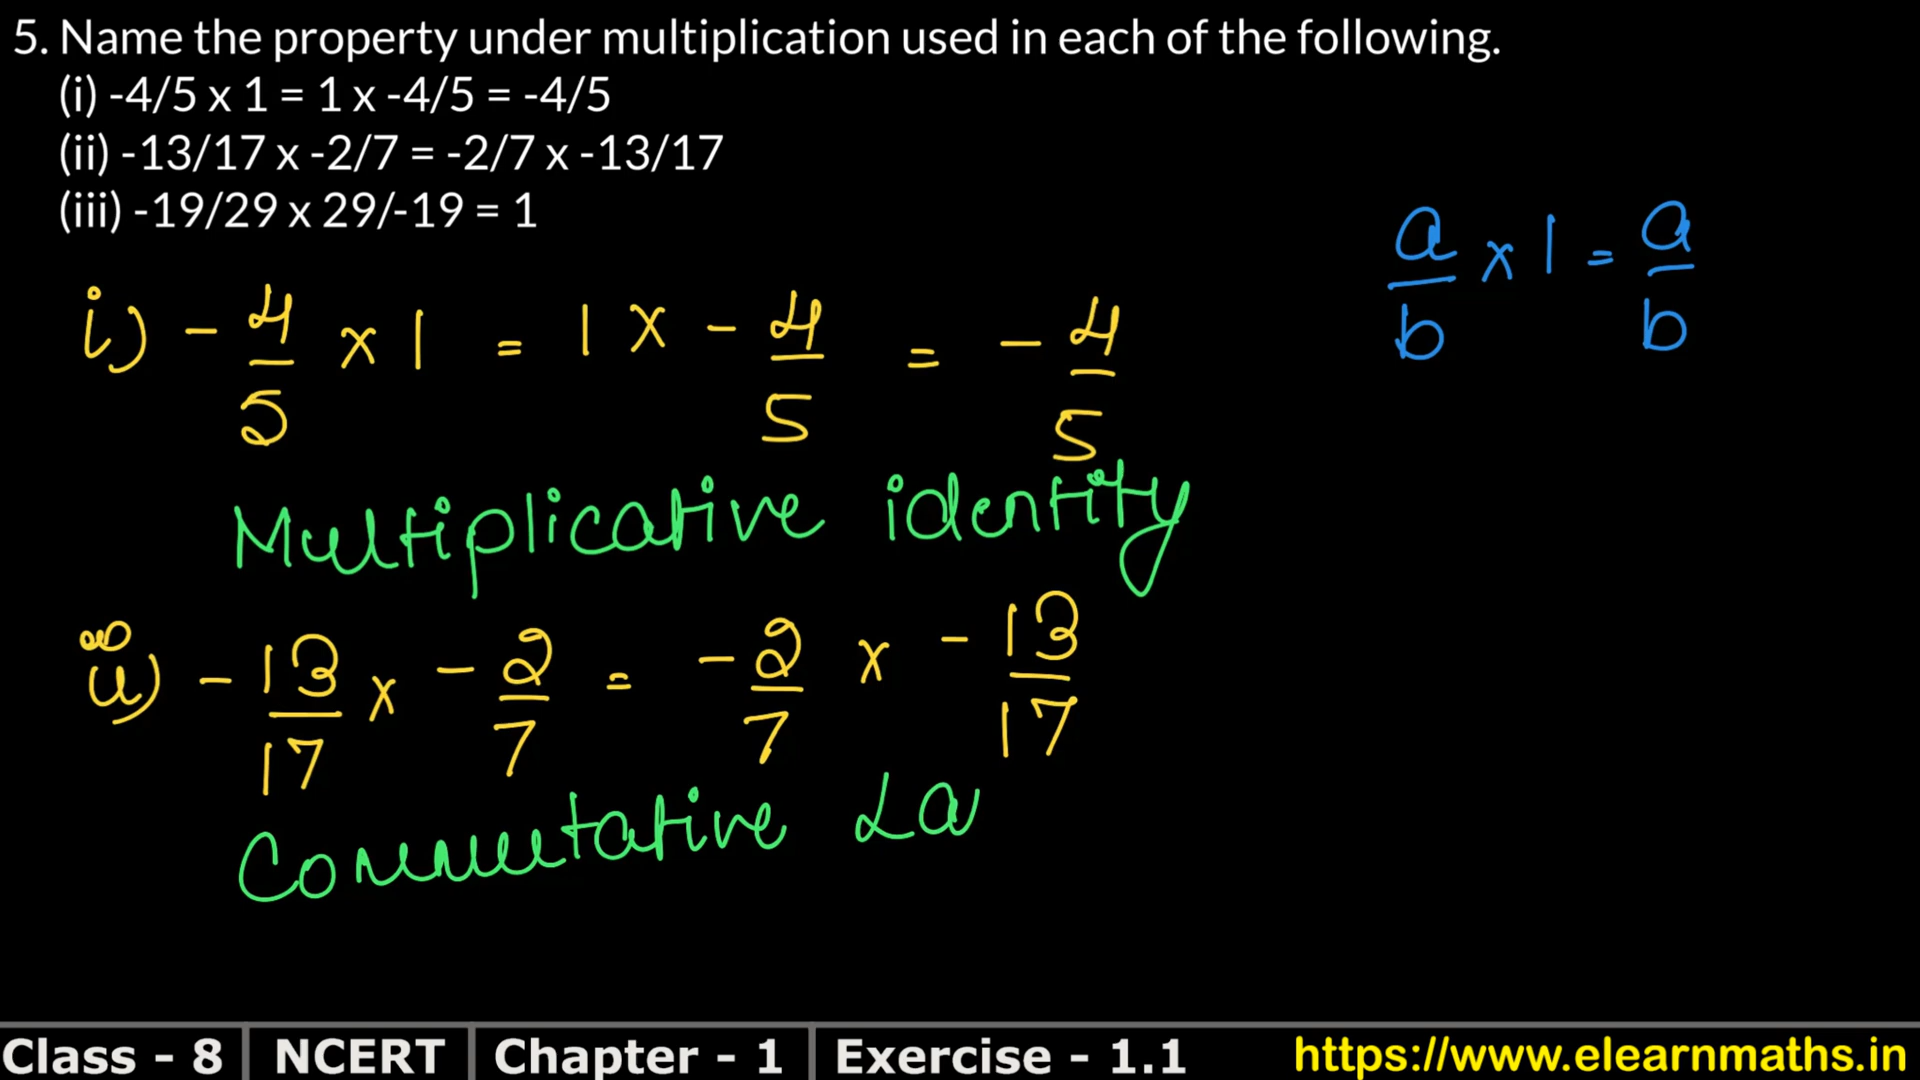 5. Name the property under multiplication used in each of the following.
(i) -4/5 x 1 = 1 x -4/5 = -4/5
(ii) -13/17 x -2/7 = -2/7 x -13/17
(iii) -19/29 x 29/-19 = 1
a/b x 1 = a/b
i) -4/5 x 1 = 1 x -4/5 = -4/5
Multiplicative identity
ii) -13/17 x -2/7 = -2/7 x -13/17
Commutative La
Class - 8 NCERT Chapter - 1 Exercise - 1.1 https://www.elearnmaths.in